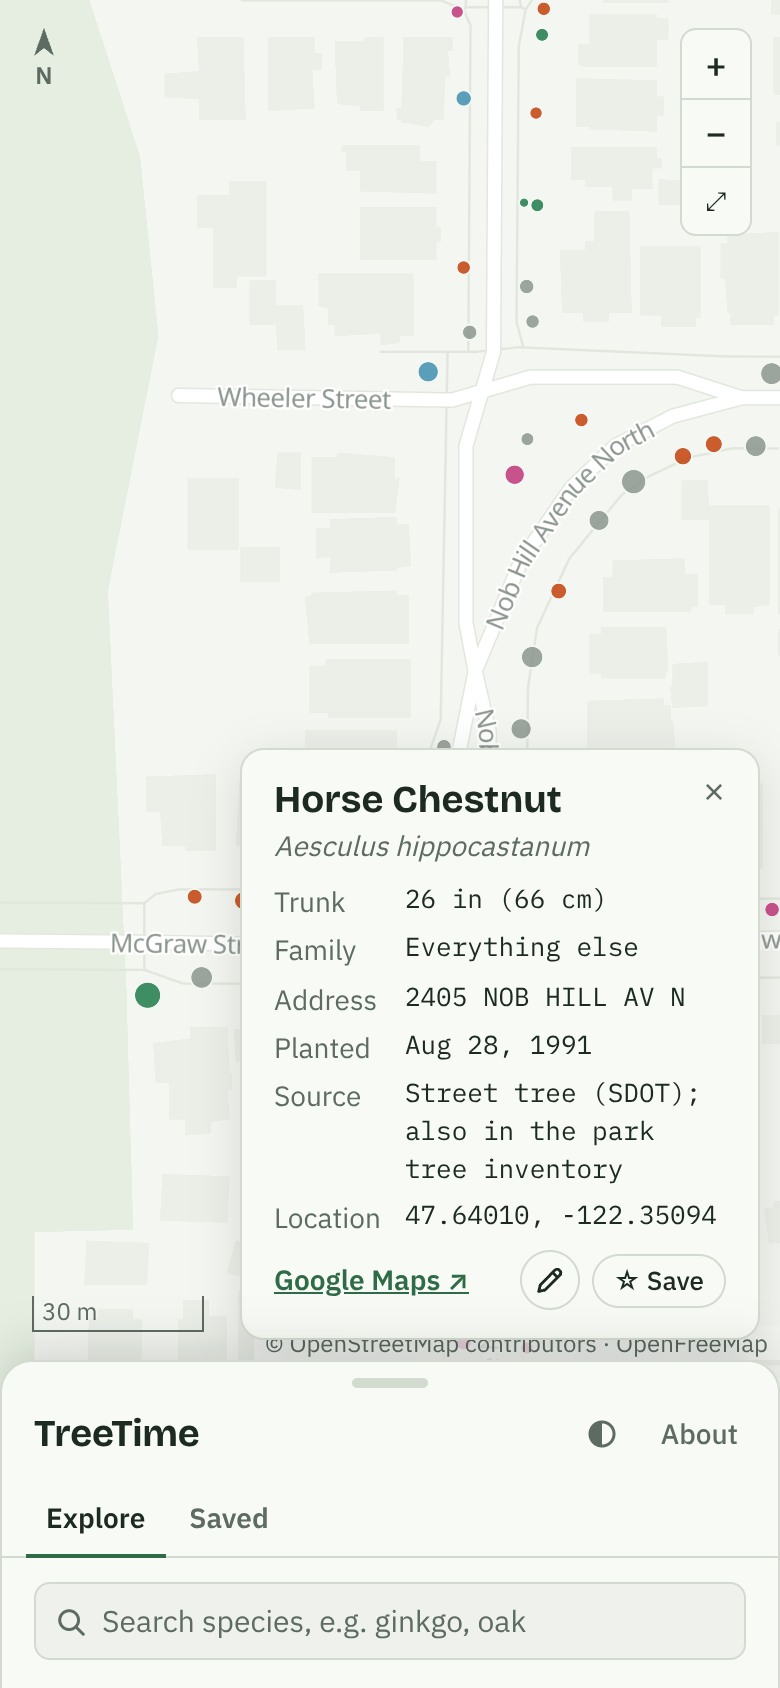 N
+
−
Wheeler Street
Nob Hill Avenue North
McGraw
Horse Chestnut
×
Aesculus hippocastanum
Trunk 26 in (66 cm)
Family Everything else
Address 2405 NOB HILL AV N
Planted Aug 28, 1991
Source Street tree (SDOT);
also in the park
tree inventory
Location 47.64010, -122.35094
Google Maps ↗
☆ Save
30 m
© OpenStreetMap contributors · OpenFreeMap
TreeTime
About
Explore Saved
Search species, e.g. ginkgo, oak